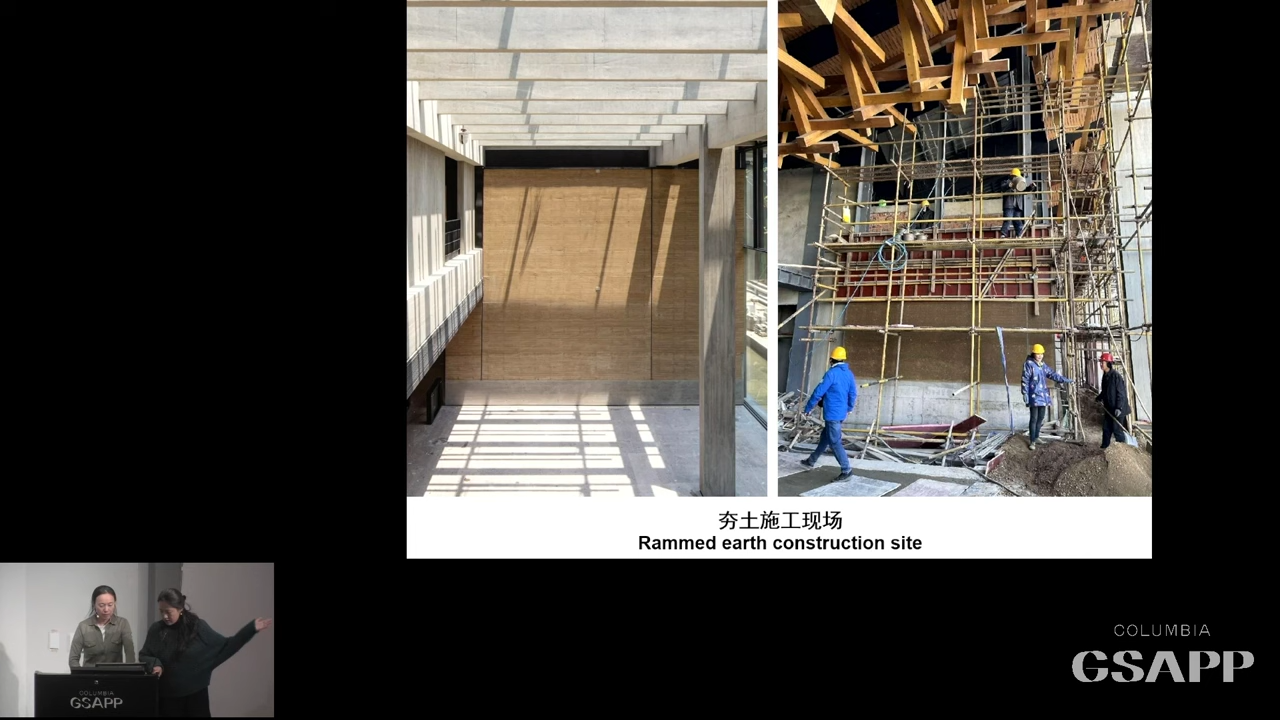 夯土施工现场
Rammed earth construction site
COLUMBIA
GSAPP
COLUMBIA
GSAPP